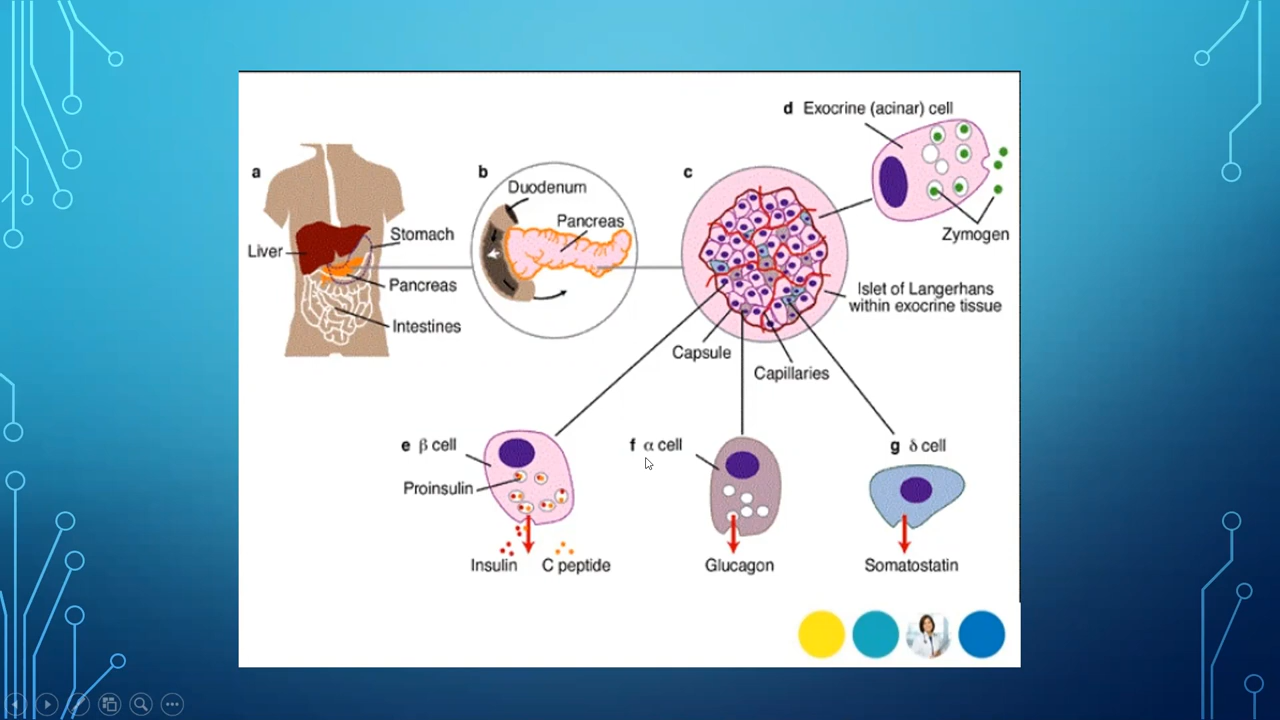 d Exocrine (acinar) cell
a
b
c
Duodenum
Pancreas
Stomach
Liver
Pancreas
Intestines
Zymogen
Islet of Langerhans
within exocrine tissue
Capsule
Capillaries
e β cell
f α cell
g δ cell
Proinsulin
Insulin
C peptide
Glucagon
Somatostatin